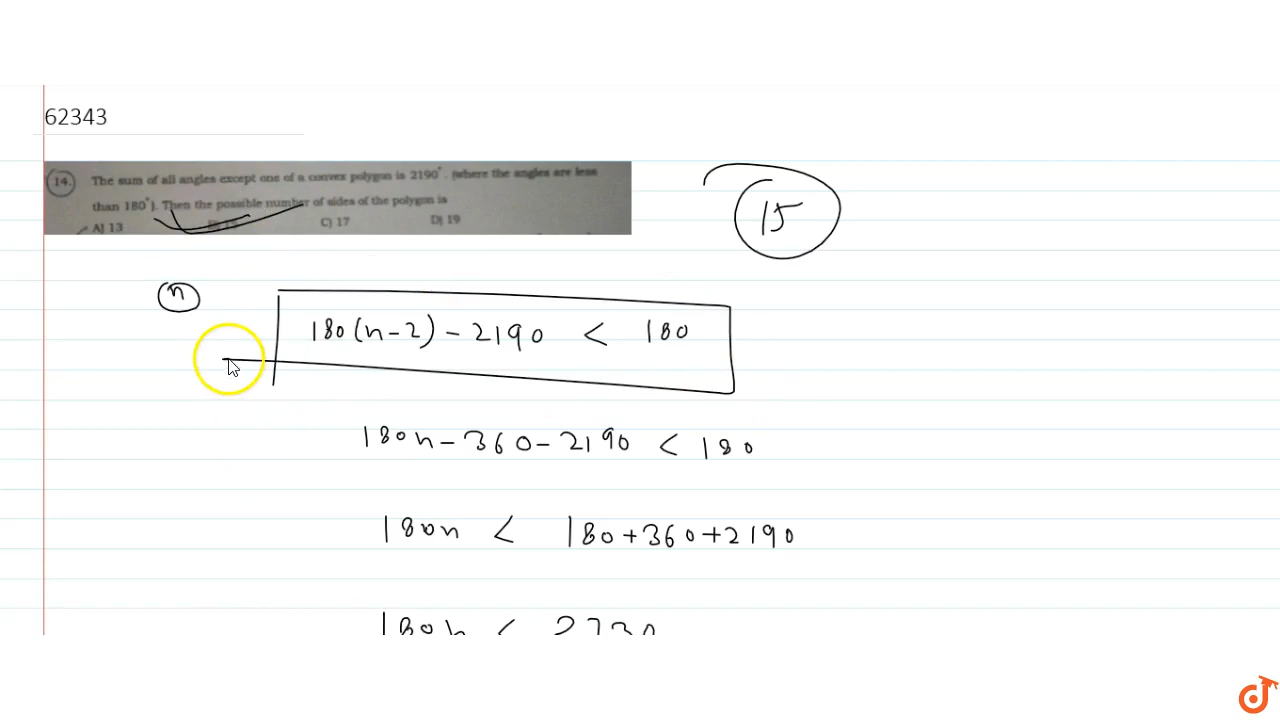 62343
14. The sum of all angles except one of a convex polygon is 2190°. (where the angles are less
than 180°). Then the possible number of sides of the polygon is
A) 13 C) 17 D) 19
15
n
180(n-2) - 2190 < 180
180n - 360 - 2190 < 180
180n < 180+360+2190
180n < 2730